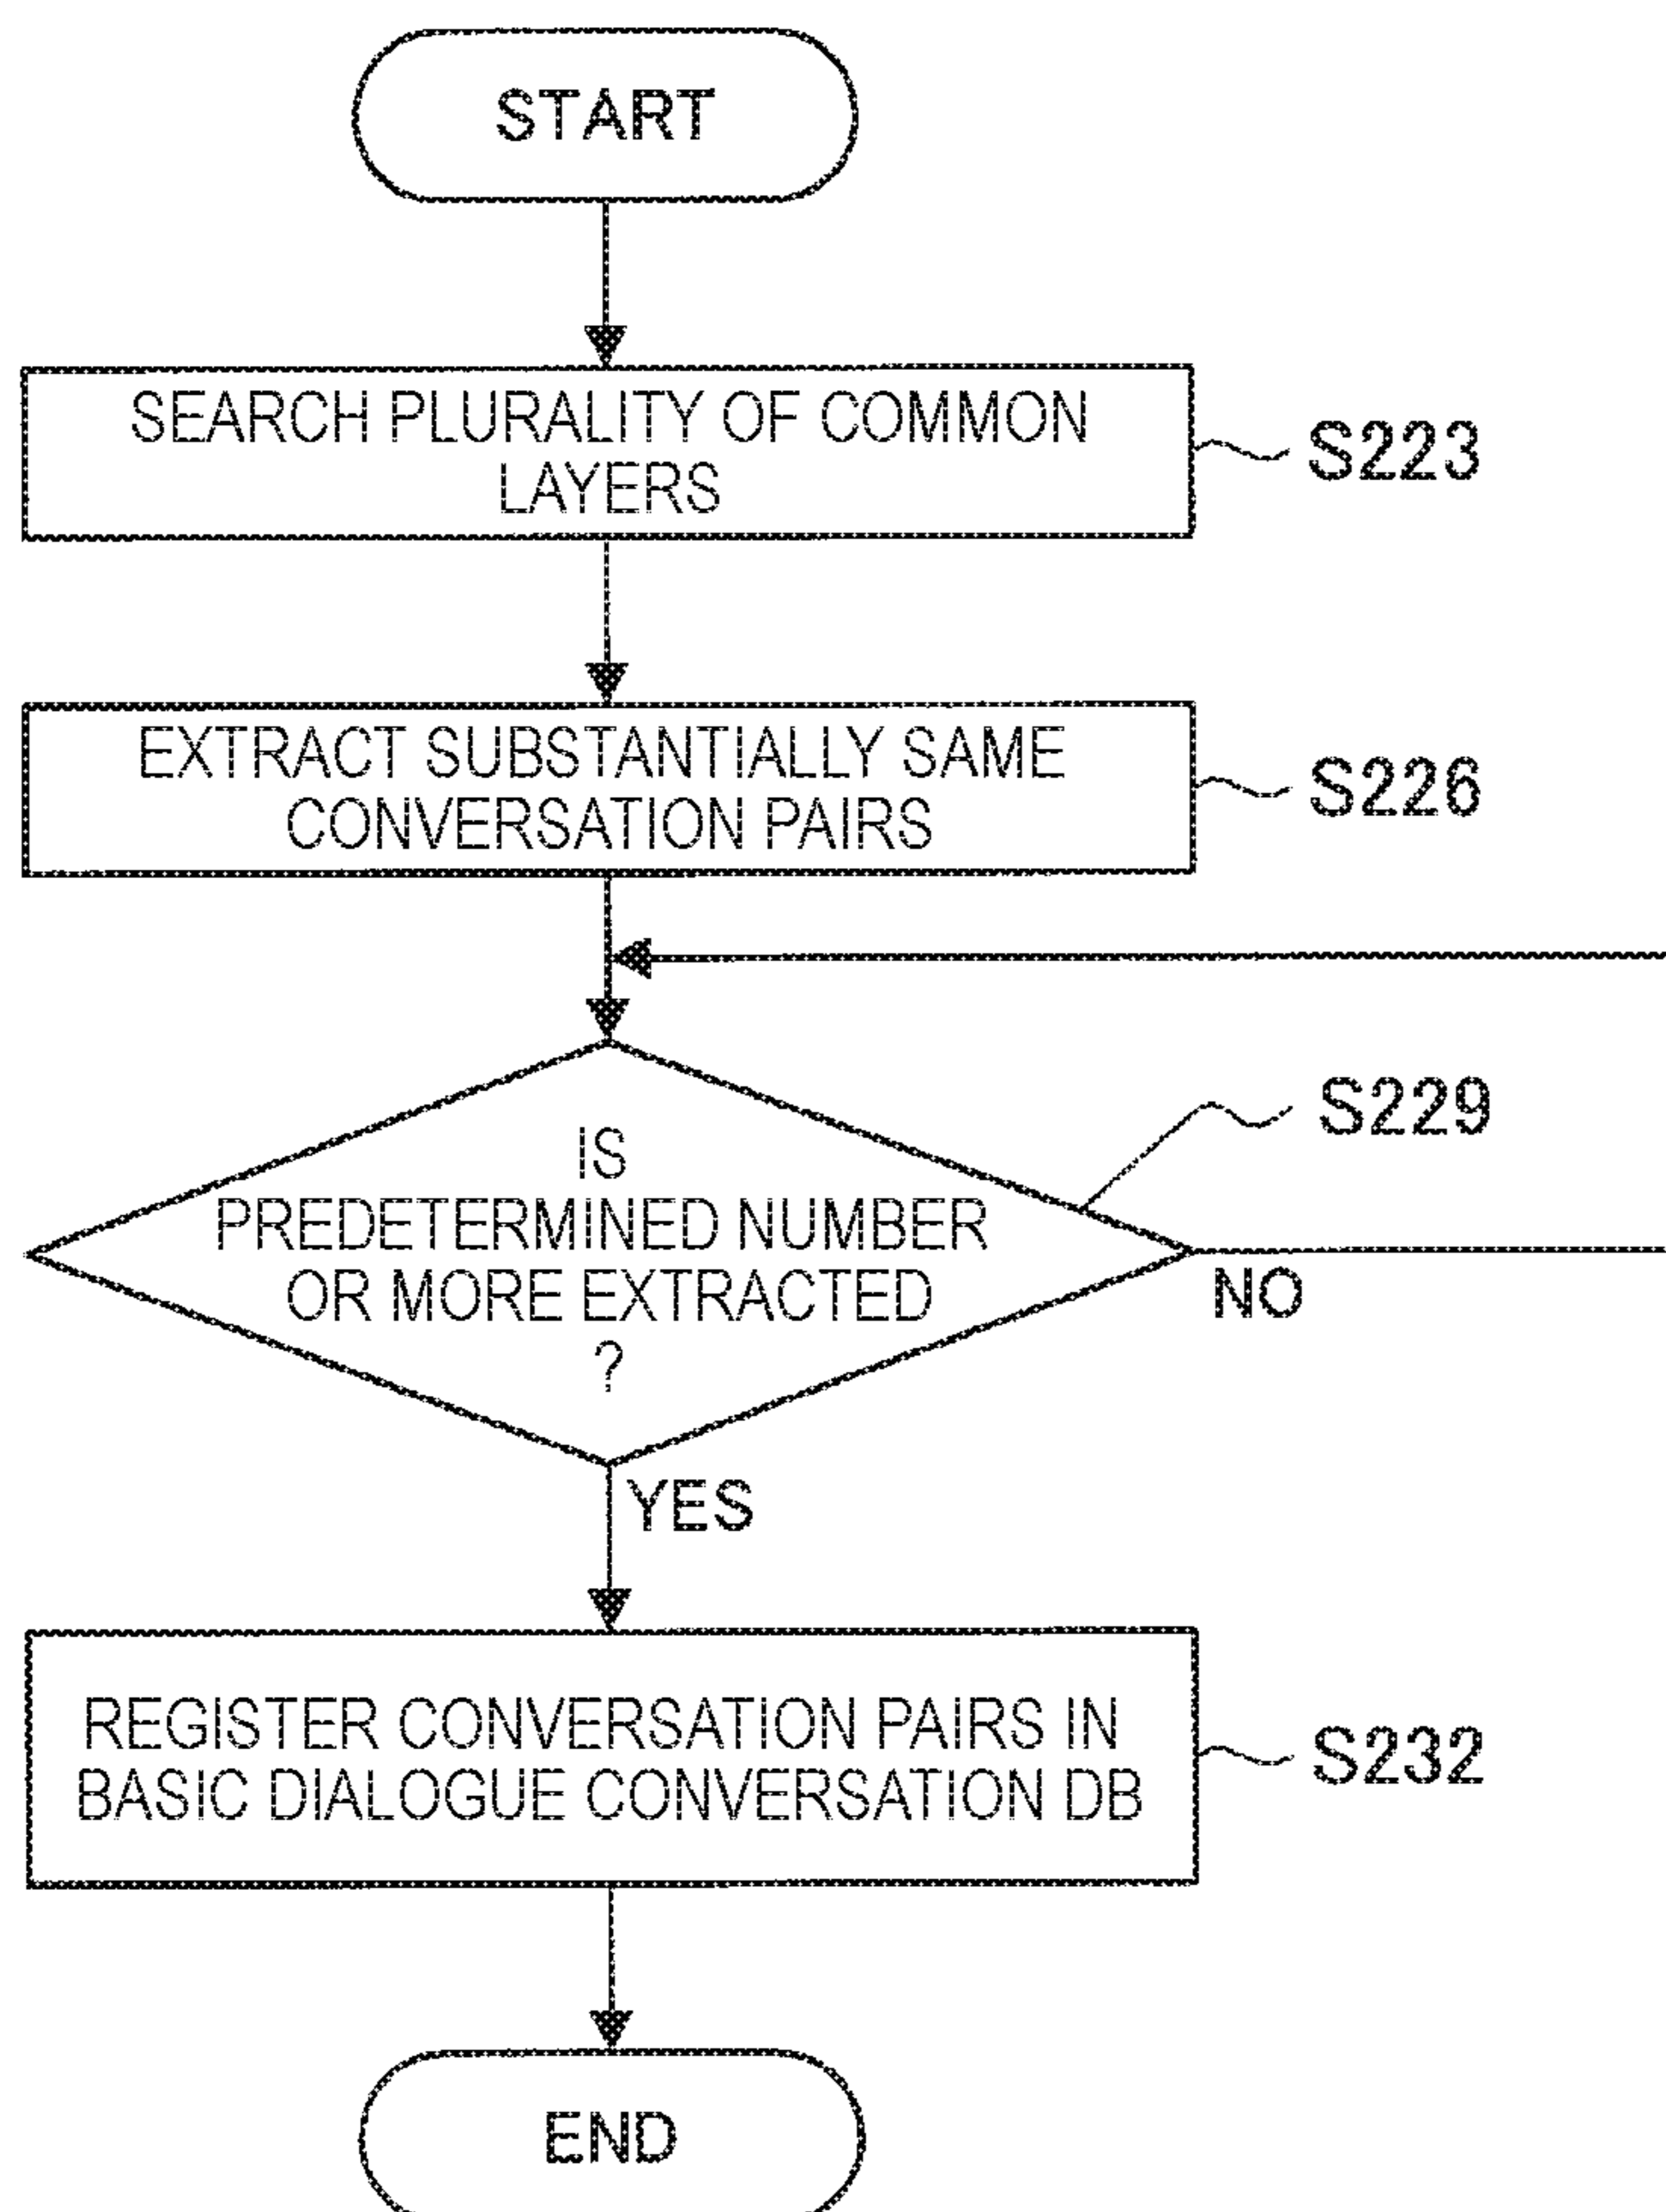 START
SEARCH PLURALITY OF COMMON
LAYERS
S223
EXTRACT SUBSTANTIALLY SAME
CONVERSATION PAIRS
S226
S229
IS
PREDETERMINED NUMBER
OR MORE EXTRACTED
?
NO
YES
REGISTER CONVERSATION PAIRS IN
BASIC DIALOGUE CONVERSATION DB
S232
END